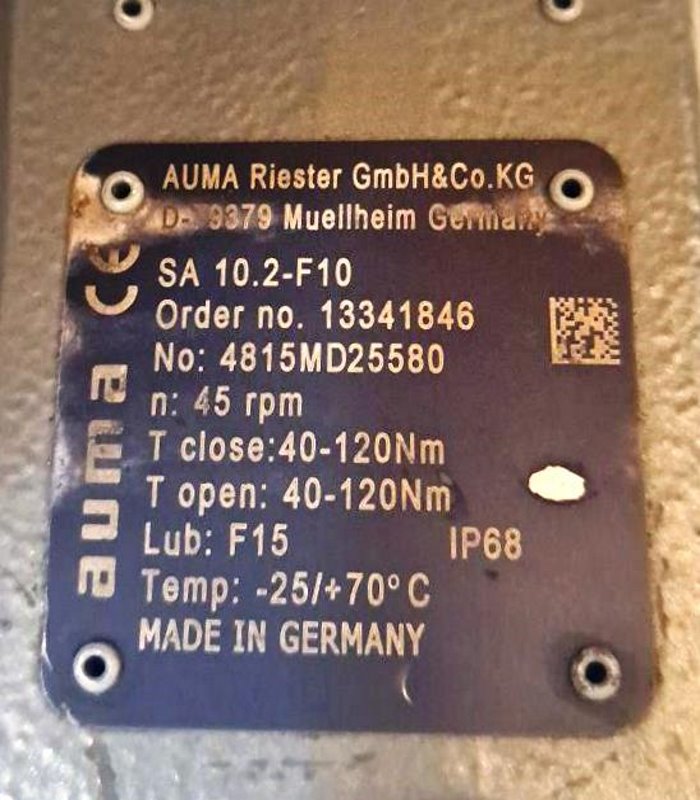 AUMA Riester GmbH&Co.KG
D- 9379 Muellheim Germany
CE
SA 10.2-F10
Order no. 13341846
No: 4815MD25580
n: 45 rpm
T close:40-120Nm
T open: 40-120Nm
Lub: F15 IP68
Temp: -25/+70°C
MADE IN GERMANY
auma